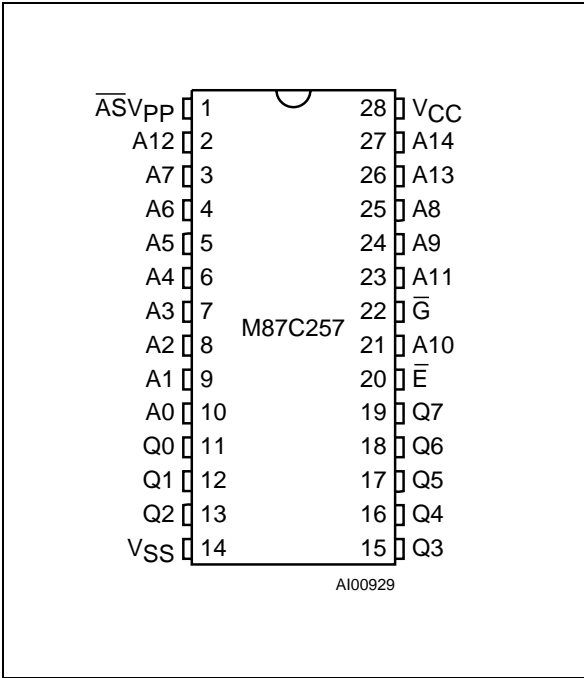 A̅S̅VPP 1 28 VCC
A12 2 27 A14
A7 3 26 A13
A6 4 25 A8
A5 5 24 A9
A4 6 23 A11
A3 7 22 G̅
M87C257
A2 8 21 A10
A1 9 20 E̅
A0 10 19 Q7
Q0 11 18 Q6
Q1 12 17 Q5
Q2 13 16 Q4
VSS 14 15 Q3
AI00929